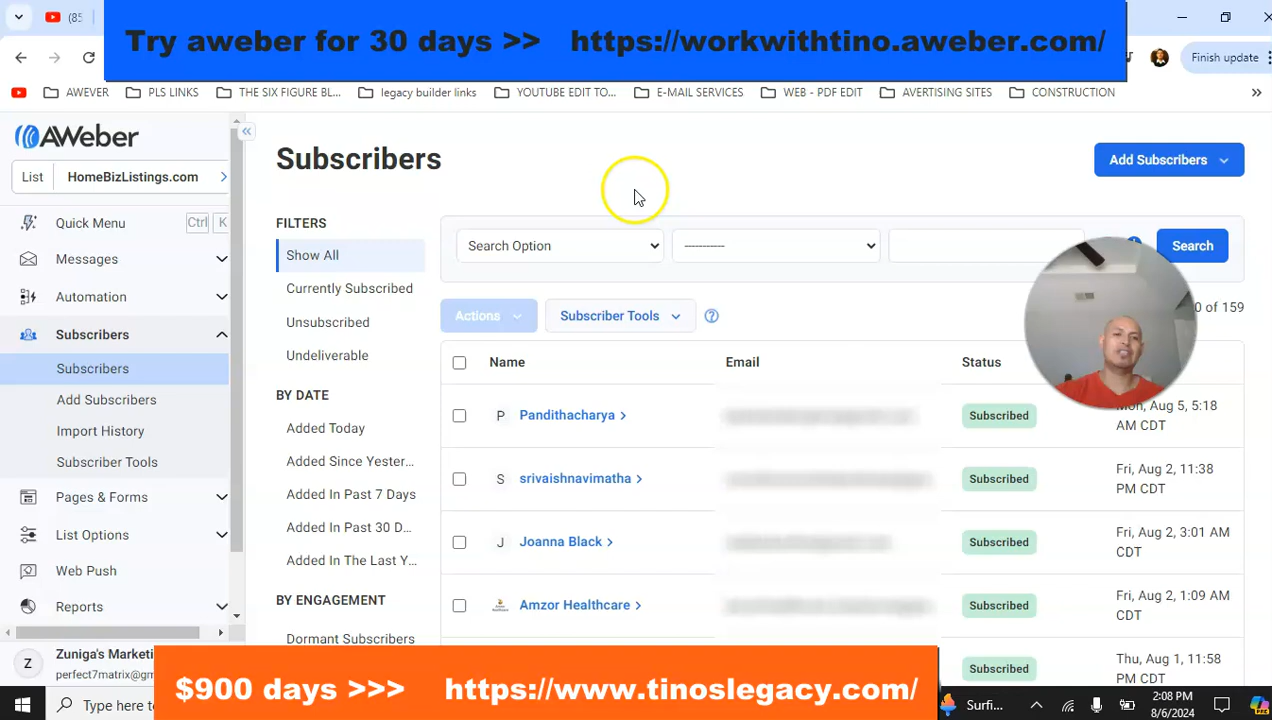 (85
Try aweber for 30 days >> https://workwithtino.aweber.com/
Finish update
AWEVER
PLS LINKS
THE SIX FIGURE BL...
legacy builder links
YOUTUBE EDIT TO...
E-MAIL SERVICES
WEB - PDF EDIT
AVERTISING SITES
CONSTRUCTION
»
AWeber
List HomeBizListings.com
Quick Menu Ctrl K
Messages
Automation
Subscribers
Subscribers
Add Subscribers
Import History
Subscriber Tools
Pages & Forms
List Options
Web Push
Reports
Z Zuniga's Marketi
perfect7matrix@gm
Subscribers
Add Subscribers
FILTERS
Show All
Currently Subscribed
Unsubscribed
Undeliverable
BY DATE
Added Today
Added Since Yester...
Added In Past 7 Days
Added In Past 30 D...
Added In The Last Y...
BY ENGAGEMENT
Dormant Subscribers
Search Option
-----------
Search
Actions
Subscriber Tools
?
0 of 159
Name Email Status
P Pandithacharya Subscribed Mon, Aug 5, 5:18
AM CDT
S srivaishnavimatha Subscribed Fri, Aug 2, 11:38
PM CDT
J Joanna Black Subscribed Fri, Aug 2, 3:01 AM
CDT
Amzor Healthcare Subscribed Fri, Aug 2, 1:09 AM
CDT
Subscribed Thu, Aug 1, 11:58
PM CDT
$900 days >>> https://www.tinoslegacy.com/
Type here to
Surfi...
2:08 PM
8/6/2024